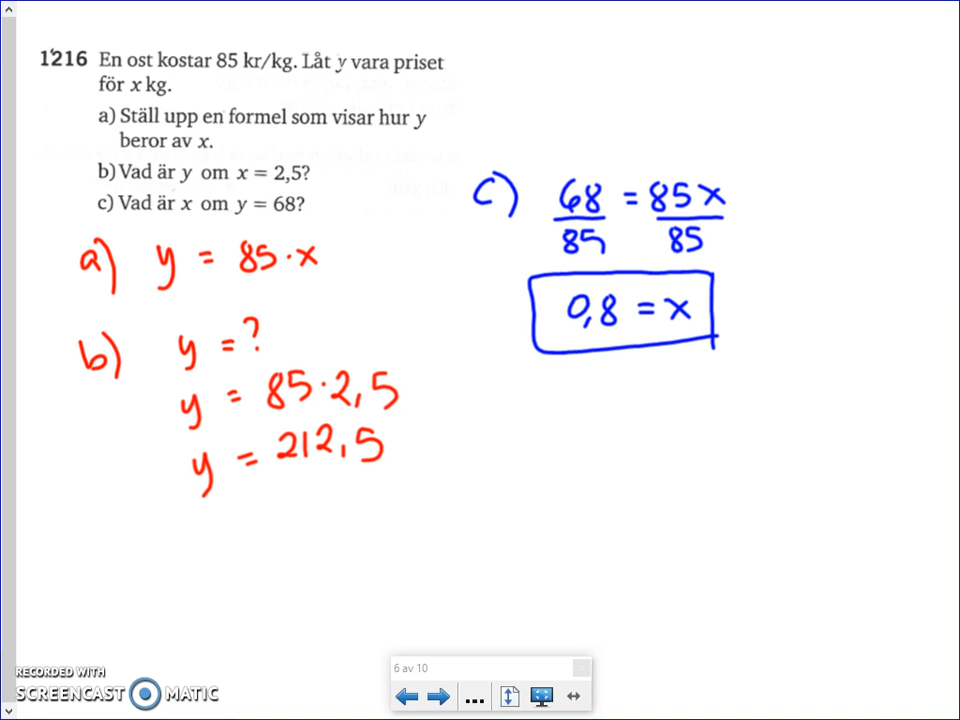 1216 En ost kostar 85 kr/kg. Låt y vara priset
för x kg.
a) Ställ upp en formel som visar hur y
beror av x.
b) Vad är y om x = 2,5?
c) Vad är x om y = 68?
a) y = 85·x
b) y = ?
y = 85·2,5
y = 212,5
c) 68/85 = 85x/85
0,8 = x
6 av 10
RECORDED WITH
SCREENCAST MATIC